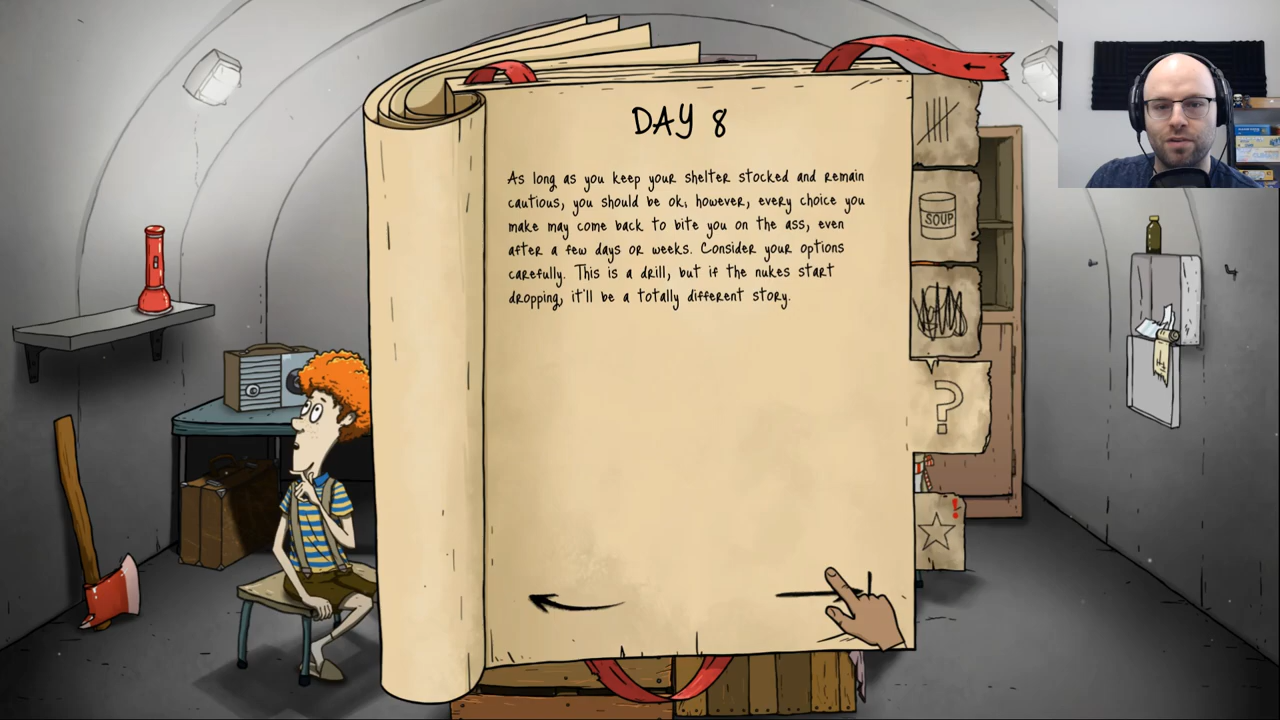 DAY 8
As long as you keep your shelter stocked and remain
cautious, you should be ok, however, every choice you
make may come back to bite you on the ass, even
after a few days or weeks. Consider your options
carefully. This is a drill, but if the nukes start
dropping, it'll be a totally different story.
SOUP
?
!